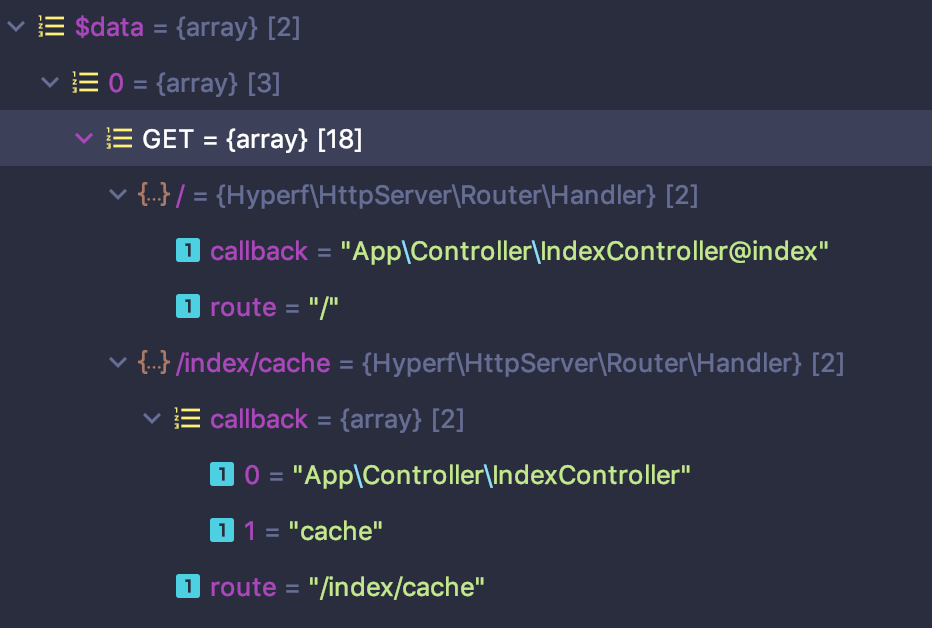 $data = {array} [2]
0 = {array} [3]
GET = {array} [18]
{...} / = {Hyperf\HttpServer\Router\Handler} [2]
1 callback = "App\Controller\IndexController@index"
1 route = "/"
{...} /index/cache = {Hyperf\HttpServer\Router\Handler} [2]
callback = {array} [2]
1 0 = "App\Controller\IndexController"
1 1 = "cache"
1 route = "/index/cache"